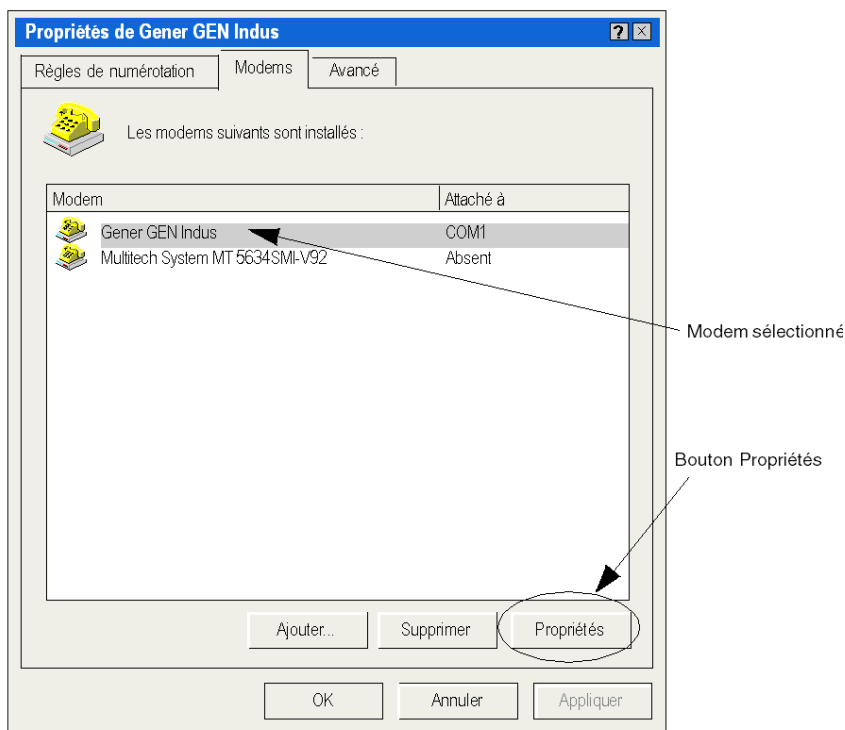 Propriétés de Gener GEN Indus
Règles de numérotation Modems Avancé
Les modems suivants sont installés :
Modem Attaché à
Gener GEN Indus COM1
Multitech System MT 5634SMI-V92 Absent
Modem sélectionné
Bouton Propriétés
Ajouter... Supprimer Propriétés
OK Annuler Appliquer